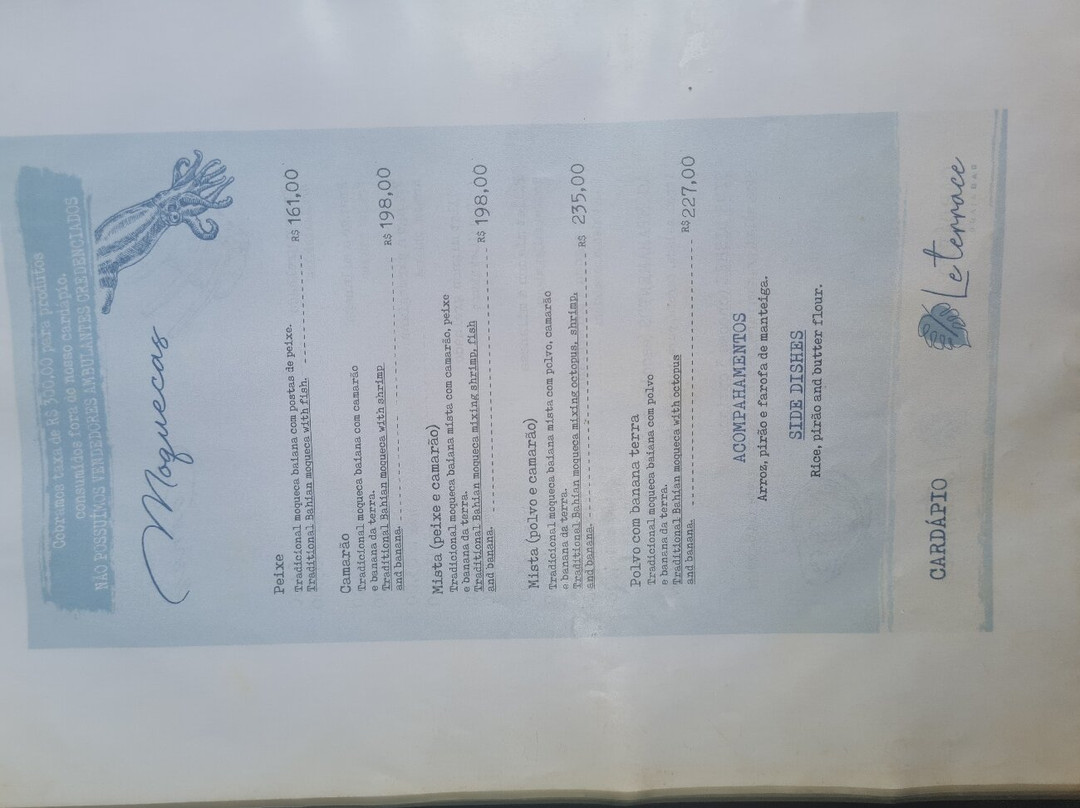 Cobramos taxa de R$ 300,00 para produtos
consumidos fora do nosso cardápio.
NÃO POSSUÍMOS VENDEDORES AMBULANTES CREDENCIADOS
Moquecas
Peixe
Tradicional moqueca baiana com postas de peixe.
Traditional Bahian moqueca with fish. R$ 161,00
Camarão
Tradicional moqueca baiana com camarão
e banana da terra.
Traditional Bahian moqueca with shrimp
and banana. R$ 198,00
Mista (peixe e camarão)
Tradicional moqueca baiana mista com camarão, peixe
e banana da terra.
Traditional Bahian moqueca mixing shrimp, fish
and banana. R$ 198,00
Mista (polvo e camarão)
Tradicional moqueca baiana mista com polvo, camarão
e banana da terra.
Traditional Bahian moqueca mixing octopus, shrimp,
and banana. R$ 235,00
Polvo com banana terra
Tradicional moqueca baiana com polvo
e banana da terra.
Traditional Bahian moqueca with octopus
and banana. R$ 227,00
ACOMPAHAMENTOS
Arroz, pirão e farofa de manteiga.
SIDE DISHES
Rice, pirão and butter flour.
CARDÁPIO
Le terrace
PRAIA BAR